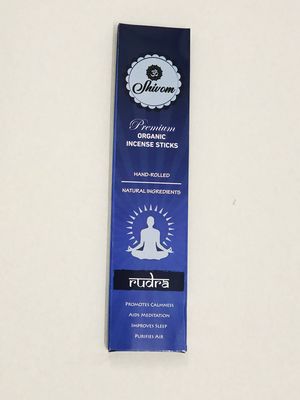 ॐ
Shivom
Premium
ORGANIC
INCENSE STICKS
HAND-ROLLED
NATURAL INGREDIENTS
rudra
PROMOTES CALMNESS
AIDS MEDITATION
IMPROVES SLEEP
PURIFIES AIR